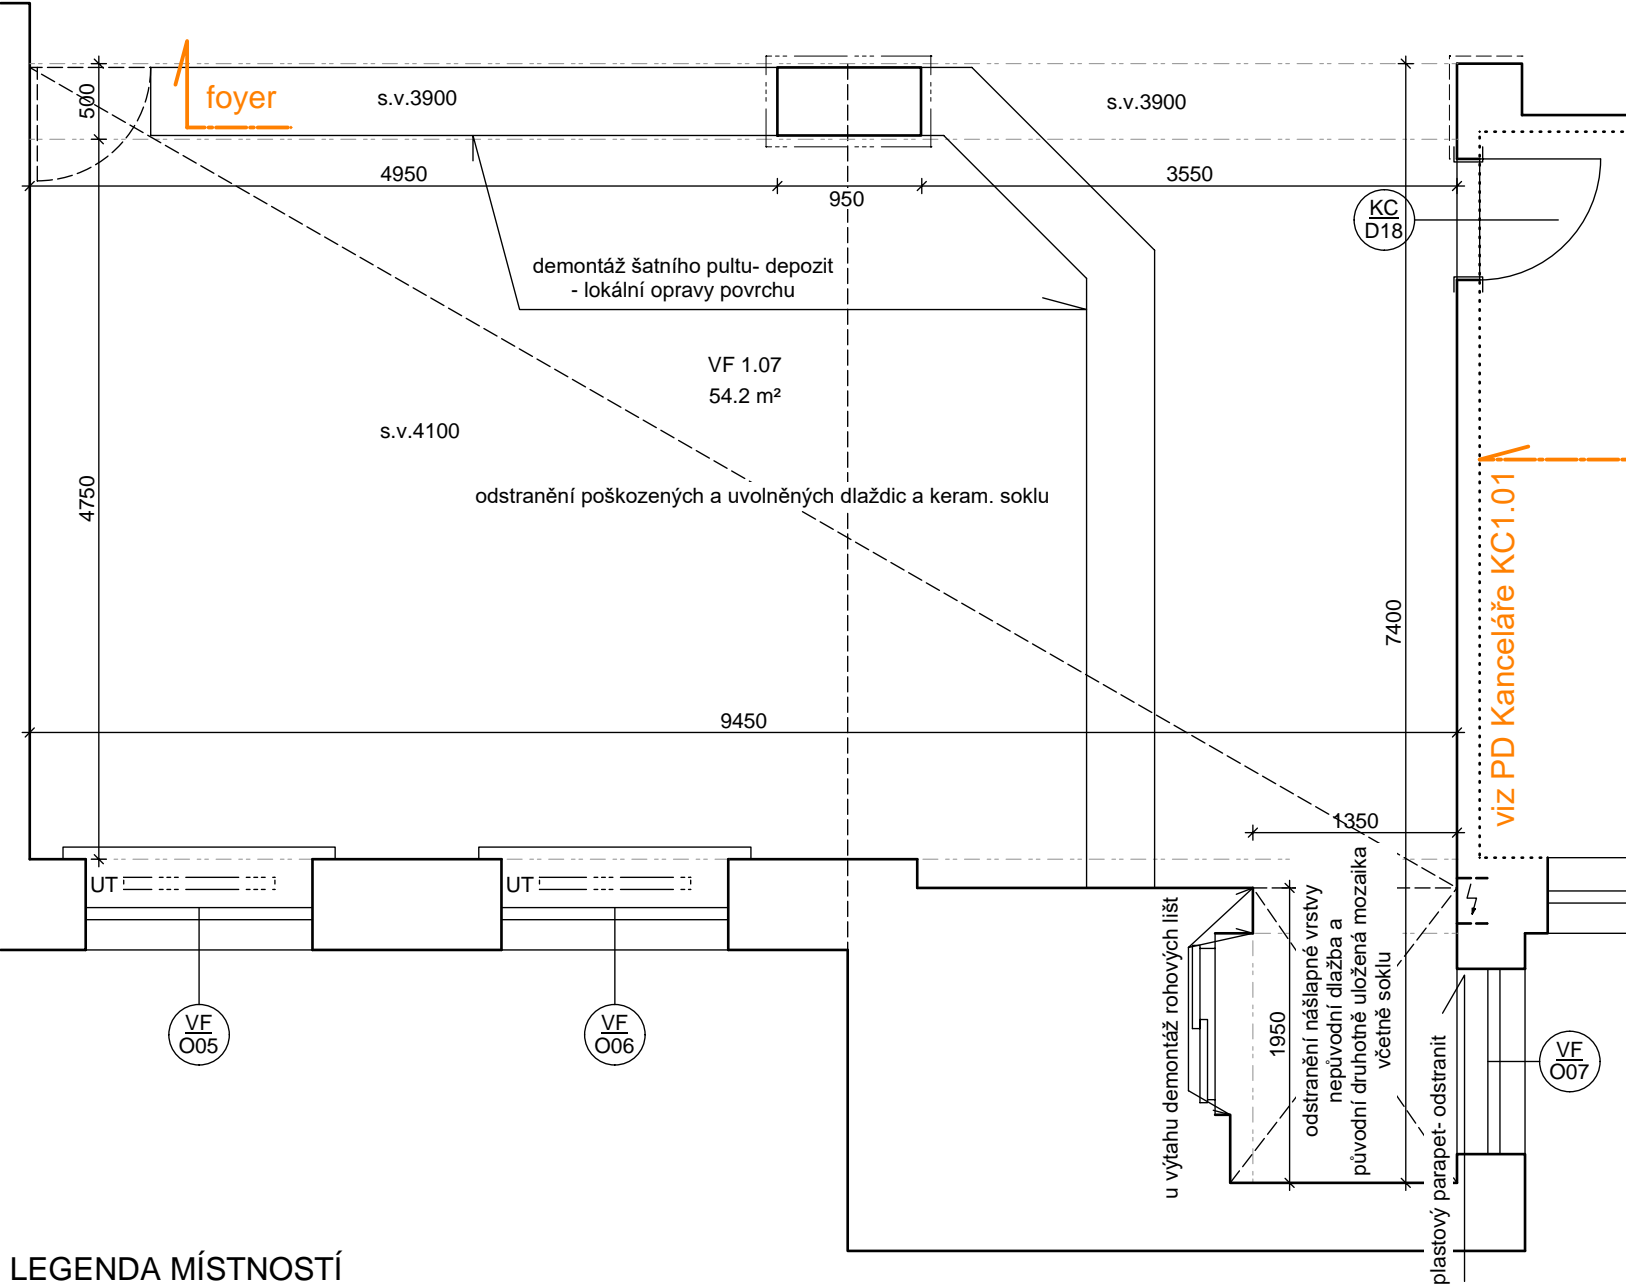 500
foyer
s.v.3900
s.v.3900
4950
950
3550
KC
D18
demontáž šatního pultu- depozit
- lokální opravy povrchu
VF 1.07
54.2 m²
s.v.4100
4750
odstranění poškozených a uvolněných dlaždic a keram. soklu
7400
viz PD Kanceláře KC1.01
9450
1350
UT
UT
u výtahu demontáž rohových lišt
1950
odstranění nášlapné vrstvy
nepůvodní dlažba a
původní druhotně uložená mozaika
včetně soklu
plastový parapet- odstranit
VF
O05
VF
O06
VF
O07
LEGENDA MÍSTNOSTÍ